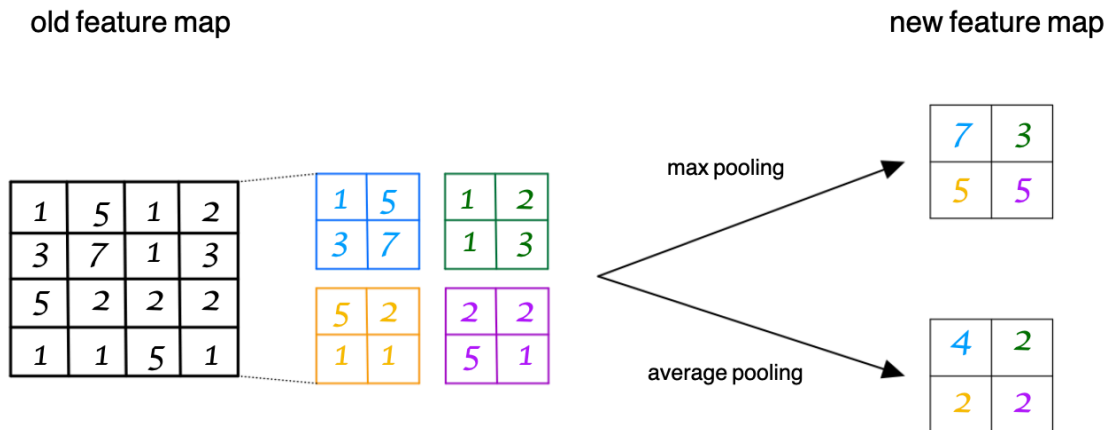 old feature map
new feature map
1 5 1 2
3 7 1 3
5 2 2 2
1 1 5 1
1 5
3 7
1 2
1 3
5 2
1 1
2 2
5 1
max pooling
average pooling
7 3
5 5
4 2
2 2